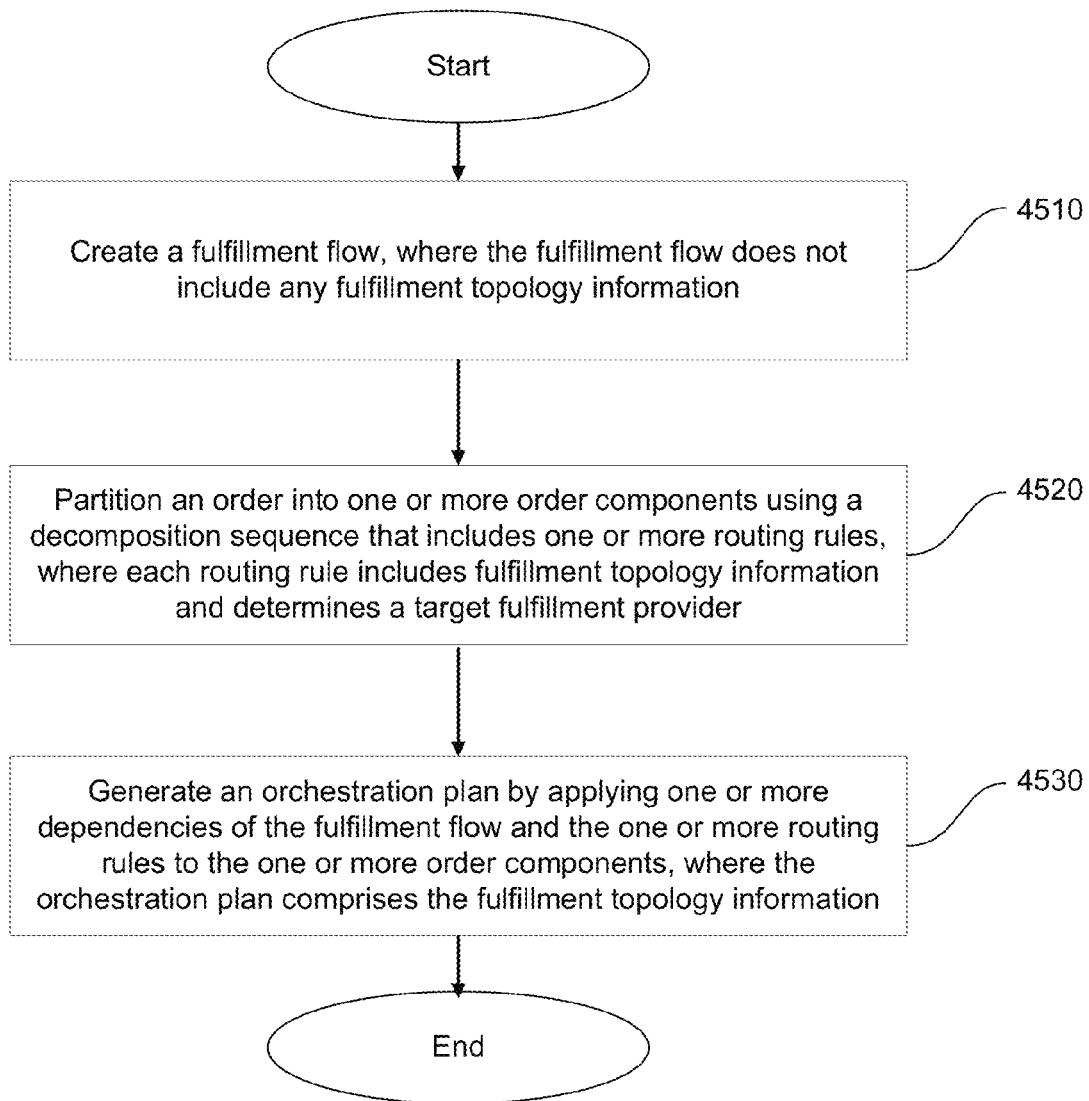 Start
4510
Create a fulfillment flow, where the fulfillment flow does not
include any fulfillment topology information
4520
Partition an order into one or more order components using a
decomposition sequence that includes one or more routing rules,
where each routing rule includes fulfillment topology information
and determines a target fulfillment provider
4530
Generate an orchestration plan by applying one or more
dependencies of the fulfillment flow and the one or more routing
rules to the one or more order components, where the
orchestration plan comprises the fulfillment topology information
End